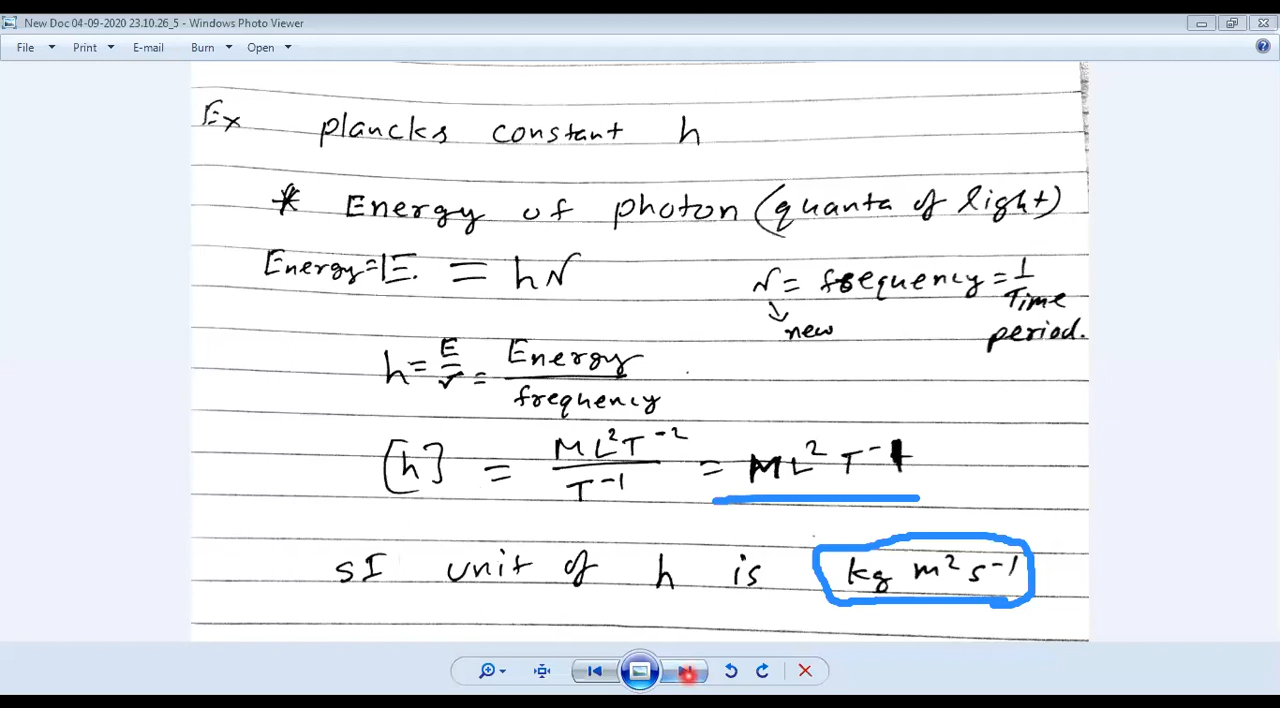 New Doc 04-09-2020 23.10.26_5 - Windows Photo Viewer
File Print E-mail Burn Open
Ex plancks constant h
* Energy of photon (quanta of light)
Energy = E. = hν
ν = frequency = 1/Time period.
new
h = E/ν = Energy/frequency
[h] = ML²T⁻²/T⁻¹ = ML²T⁻¹
SI unit of h is kg m² s⁻¹